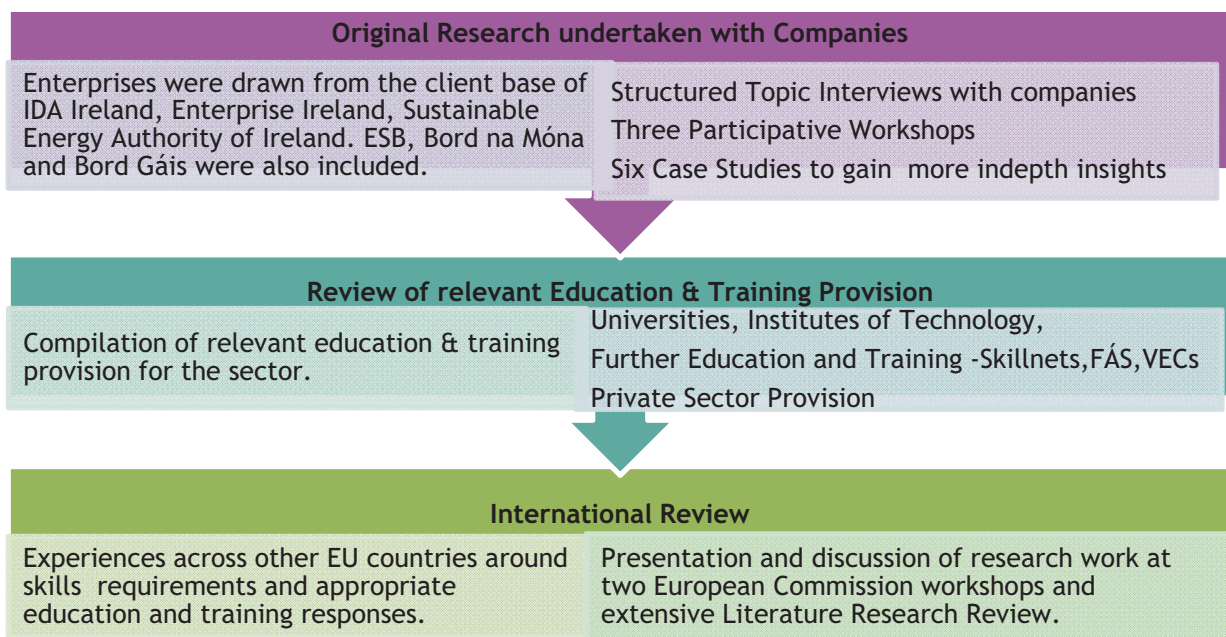 Original Research undertaken with Companies
Enterprises were drawn from the client base of
IDA Ireland, Enterprise Ireland, Sustainable
Energy Authority of Ireland. ESB, Bord na Móna
and Bord Gáis were also included.
Structured Topic Interviews with companies
Three Participative Workshops
Six Case Studies to gain more indepth insights
Review of relevant Education & Training Provision
Compilation of relevant education & training
provision for the sector.
Universities, Institutes of Technology,
Further Education and Training -Skillnets,FÁS,VECs
Private Sector Provision
International Review
Experiences across other EU countries around
skills requirements and appropriate
education and training responses.
Presentation and discussion of research work at
two European Commission workshops and
extensive Literature Research Review.